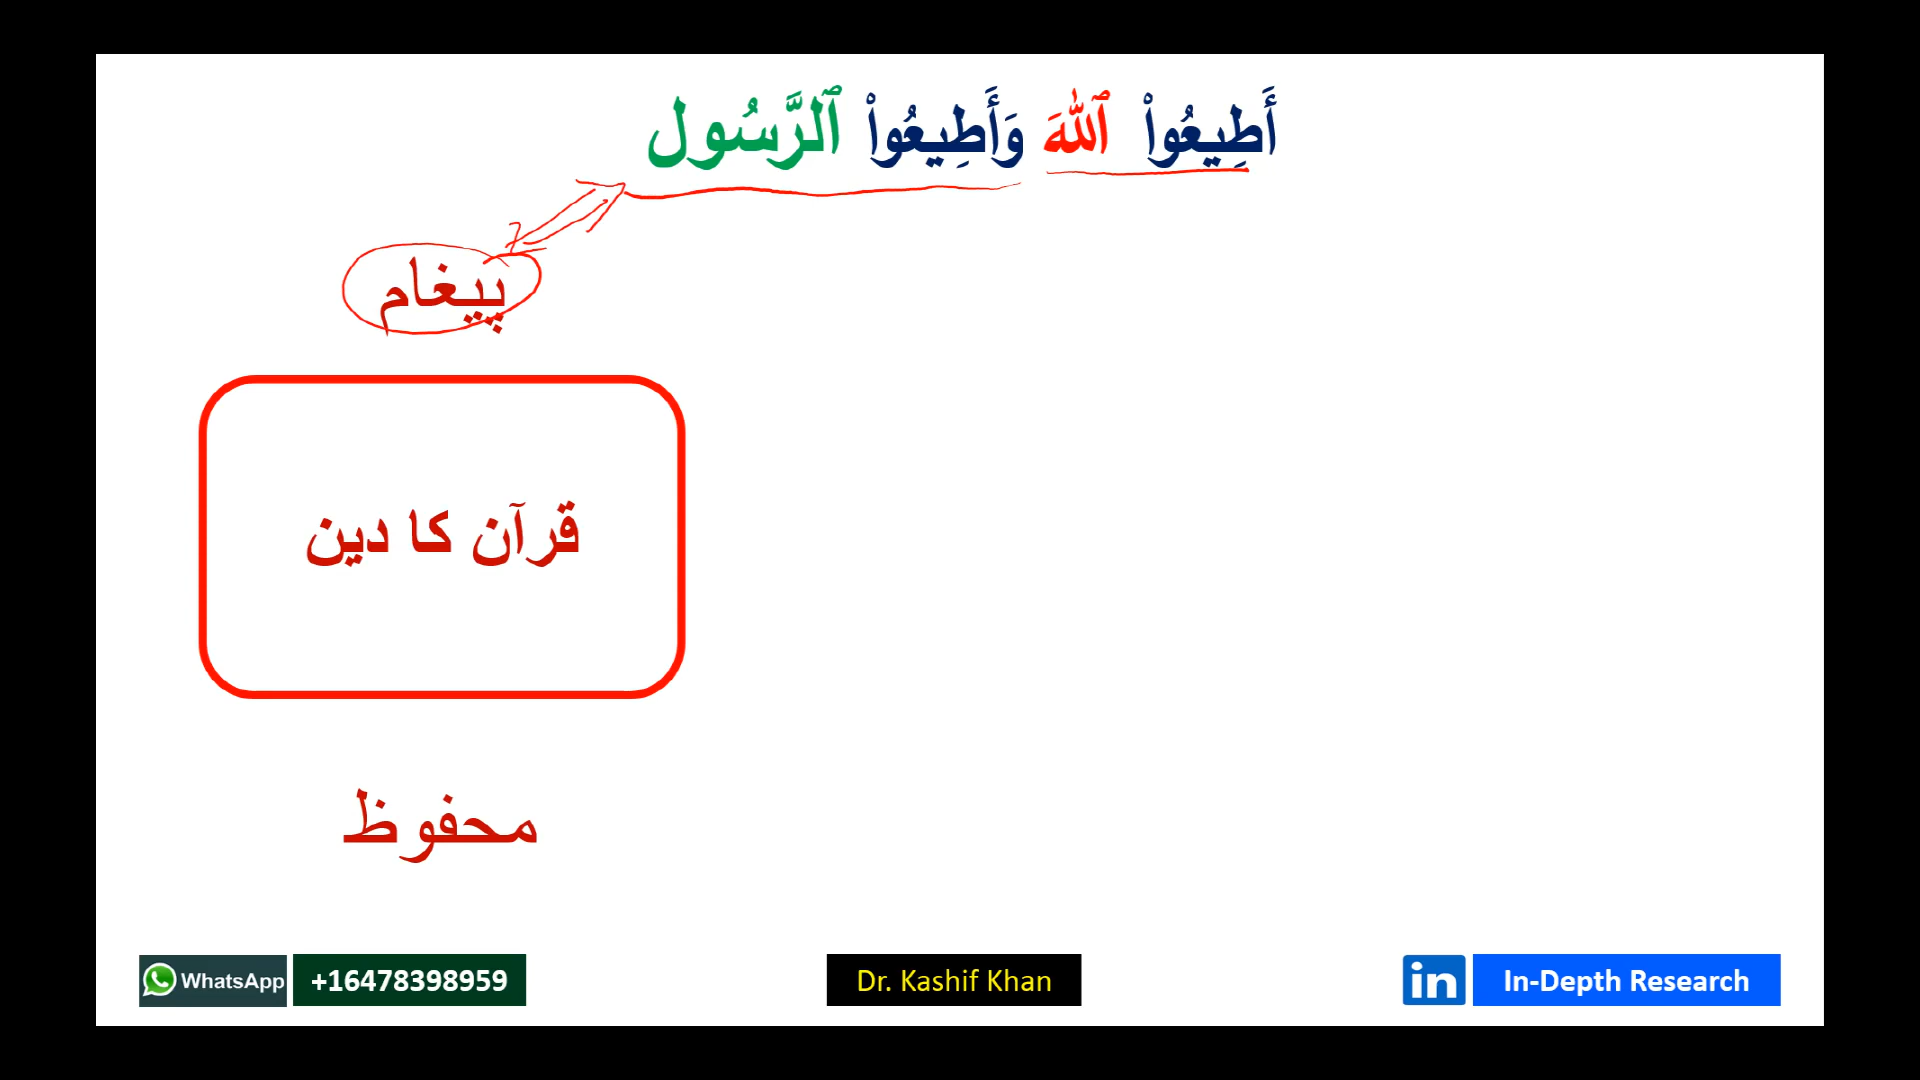 أَطِيعُوا۟ ٱللَّهَ وَأَطِيعُوا۟ ٱلرَّسُول
پیغام
قرآن کا دین
محفوظ
WhatsApp +16478398959
Dr. Kashif Khan
in In-Depth Research